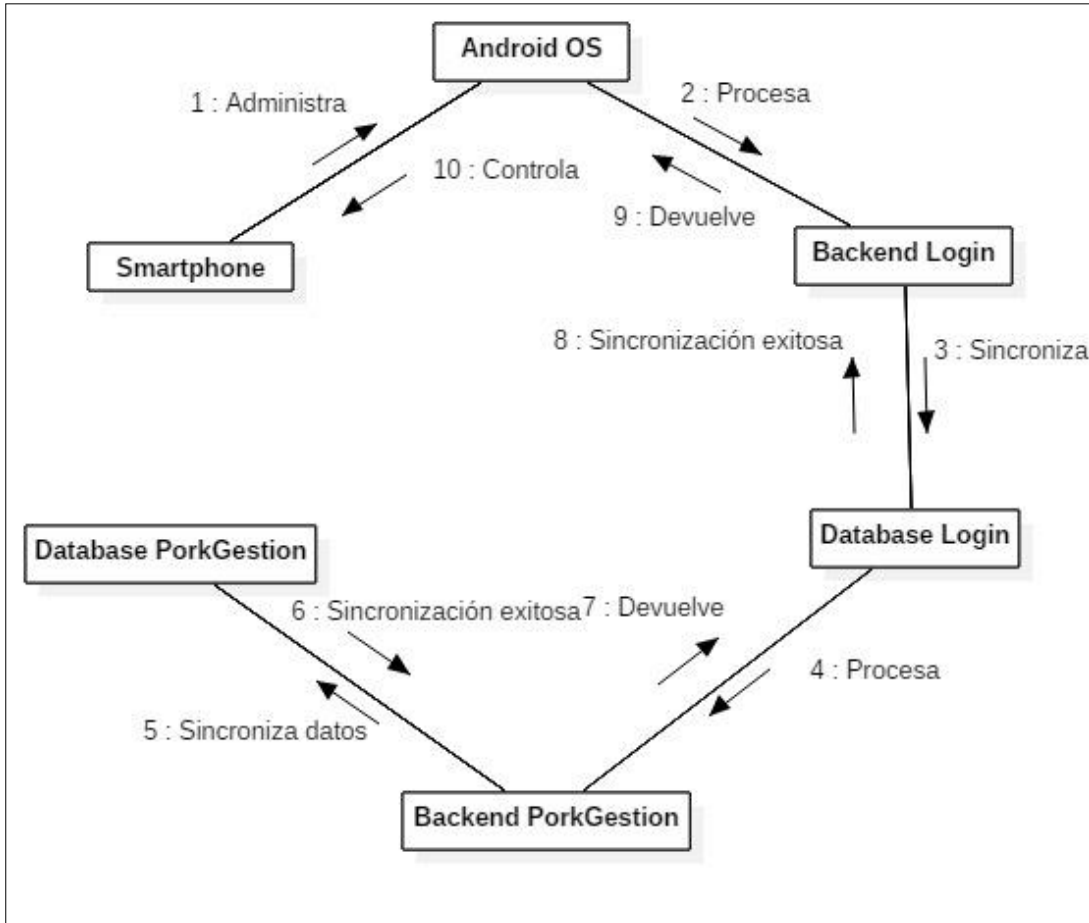 Android OS
1 : Administra
2 : Procesa
10 : Controla
9 : Devuelve
Smartphone
Backend Login
8 : Sincronización exitosa
3 : Sincroniza
Database PorkGestion
Database Login
6 : Sincronización exitosa
7 : Devuelve
4 : Procesa
5 : Sincroniza datos
Backend PorkGestion